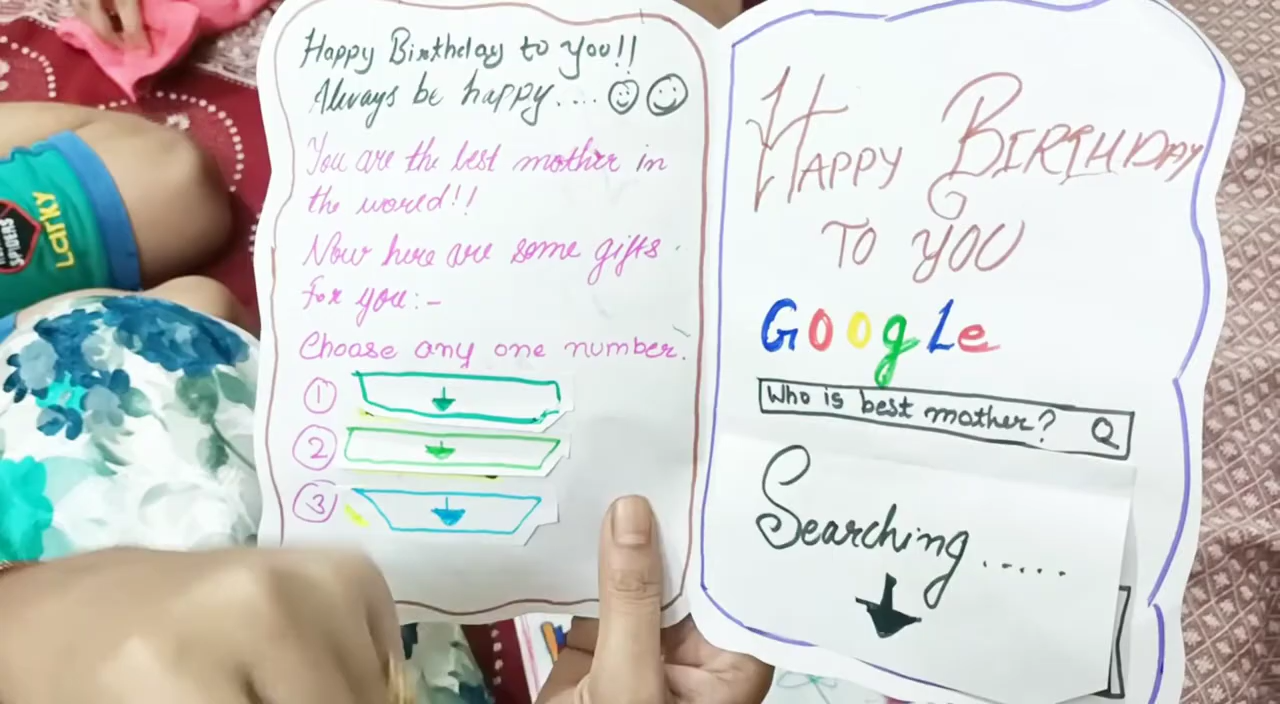 Happy Birthday to you!!
Always be happy....
You are the best mother in
the world!!
Now here are some gifts
for you:-
Choose any one number.
1
2
3
HAPPY BIRTHDAY
TO YOU
GOOgLe
Who is best mother?
Searching.....
Larky
SPIDERS